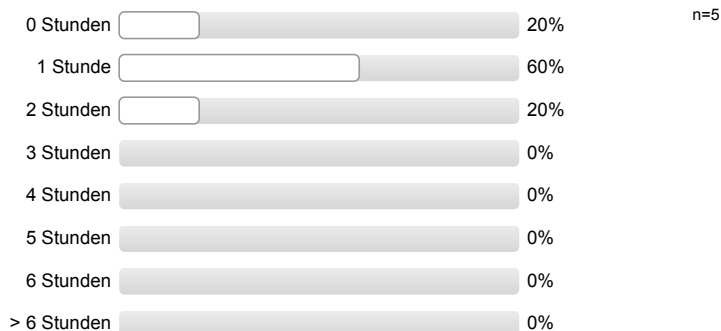 0 Stunden 20% n=5
1 Stunde 60%
2 Stunden 20%
3 Stunden 0%
4 Stunden 0%
5 Stunden 0%
6 Stunden 0%
> 6 Stunden 0%